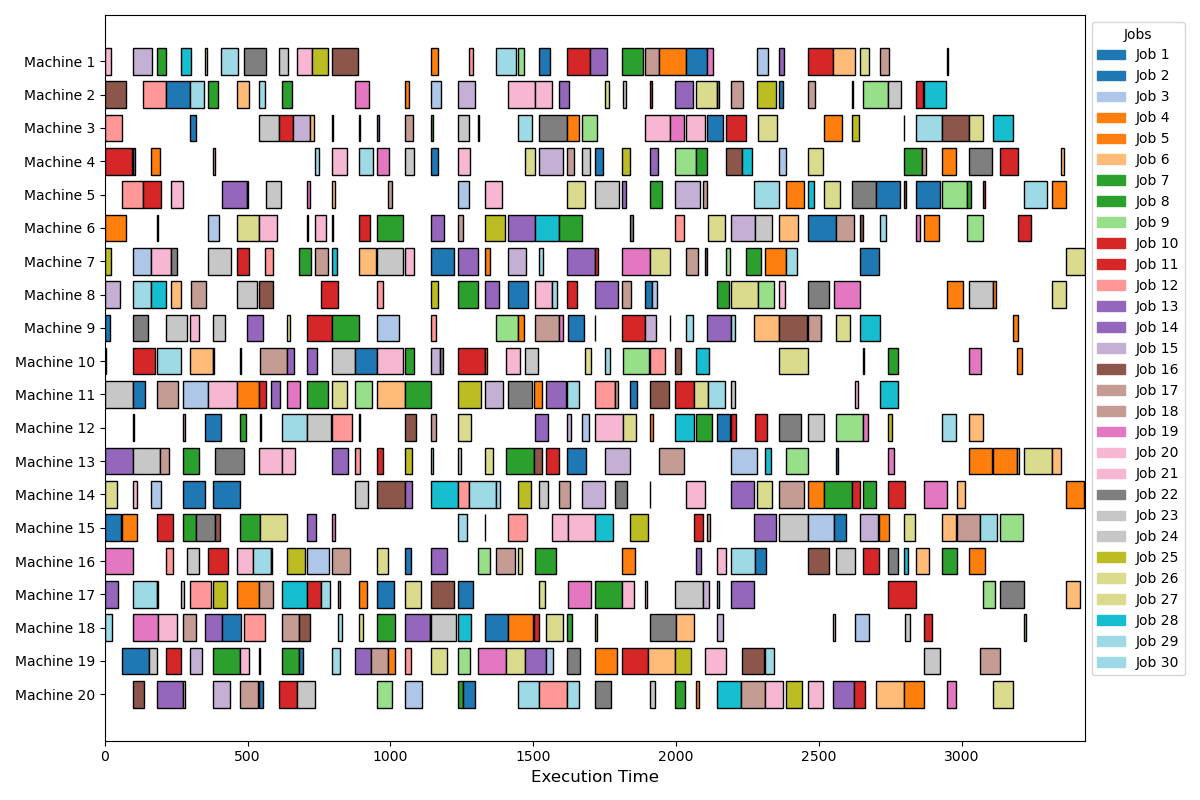 Machine 1
Machine 2
Machine 3
Machine 4
Machine 5
Machine 6
Machine 7
Machine 8
Machine 9
Machine 10
Machine 11
Machine 12
Machine 13
Machine 14
Machine 15
Machine 16
Machine 17
Machine 18
Machine 19
Machine 20
0 500 1000 1500 2000 2500 3000
Execution Time
Jobs
Job 1
Job 2
Job 3
Job 4
Job 5
Job 6
Job 7
Job 8
Job 9
Job 10
Job 11
Job 12
Job 13
Job 14
Job 15
Job 16
Job 17
Job 18
Job 19
Job 20
Job 21
Job 22
Job 23
Job 24
Job 25
Job 26
Job 27
Job 28
Job 29
Job 30